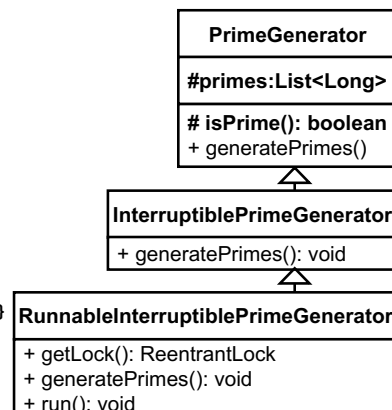 PrimeGenerator
#primes:List<Long>
# isPrime(): boolean
+ generatePrimes()
InterruptiblePrimeGenerator
+ generatePrimes(): void
}
RunnableInterruptiblePrimeGenerator
+ getLock(): ReentrantLock
+ generatePrimes(): void
+ run(): void